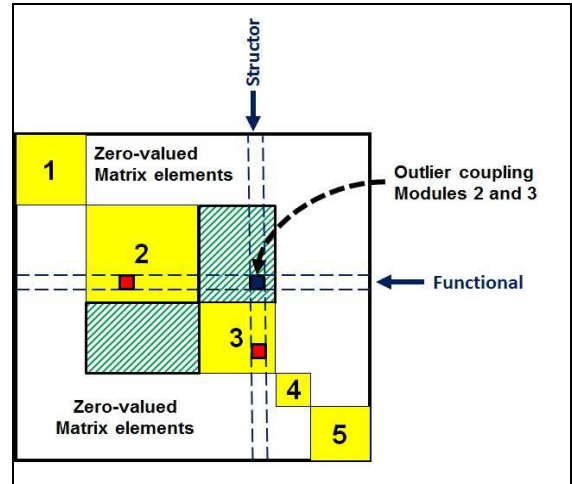 Structor
1
Zero-valued
Matrix elements
Outlier coupling
Modules 2 and 3
2
Functional
3
4
Zero-valued
Matrix elements
5